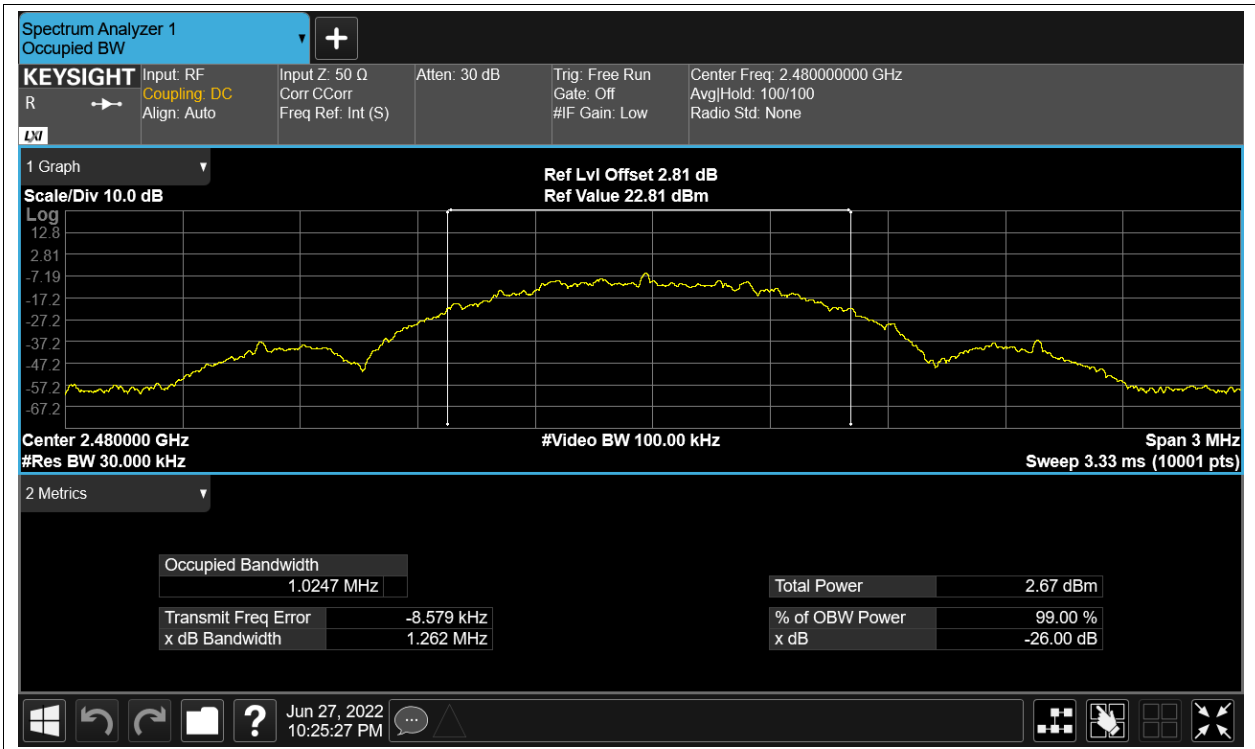 Spectrum Analyzer 1
Occupied BW
KEYSIGHT
R
LXI
Input: RF
Coupling: DC
Align: Auto
Input Z: 50 Ω
Corr CCorr
Freq Ref: Int (S)
Atten: 30 dB
Trig: Free Run
Gate: Off
#IF Gain: Low
Center Freq: 2.480000000 GHz
Avg|Hold: 100/100
Radio Std: None
1 Graph
Scale/Div 10.0 dB
Ref Lvl Offset 2.81 dB
Ref Value 22.81 dBm
Log
12.8
2.81
-7.19
-17.2
-27.2
-37.2
-47.2
-57.2
-67.2
Center 2.480000 GHz
#Video BW 100.00 kHz
Span 3 MHz
#Res BW 30.000 kHz
Sweep 3.33 ms (10001 pts)
2 Metrics
Occupied Bandwidth
1.0247 MHz
Total Power 2.67 dBm
Transmit Freq Error -8.579 kHz
% of OBW Power 99.00 %
x dB Bandwidth 1.262 MHz
x dB -26.00 dB
?
Jun 27, 2022
10:25:27 PM